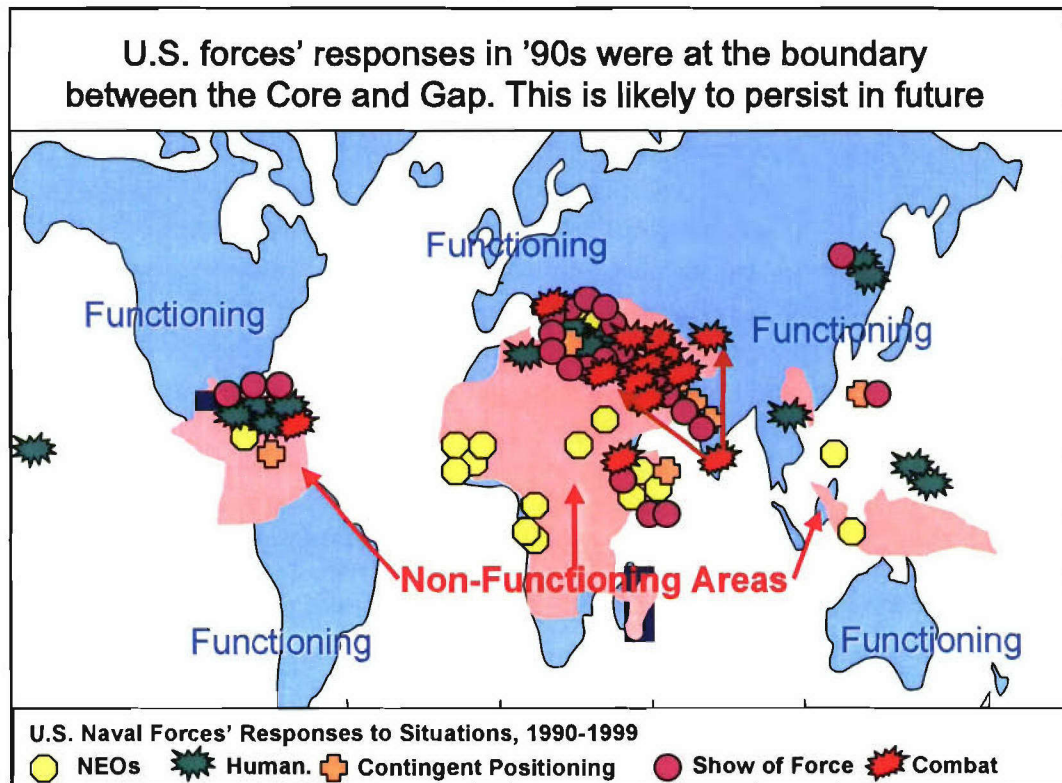 U.S. forces' responses in '90s were at the boundary
between the Core and Gap. This is likely to persist in future
Functioning
Functioning
Functioning
Non-Functioning Areas
Functioning
Functioning
U.S. Naval Forces' Responses to Situations, 1990-1999
NEOs Human. Contingent Positioning Show of Force Combat